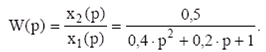 W(p) = x₂(p) / x₁(p) = 0,5 / (0,4·p² + 0,2·p + 1).